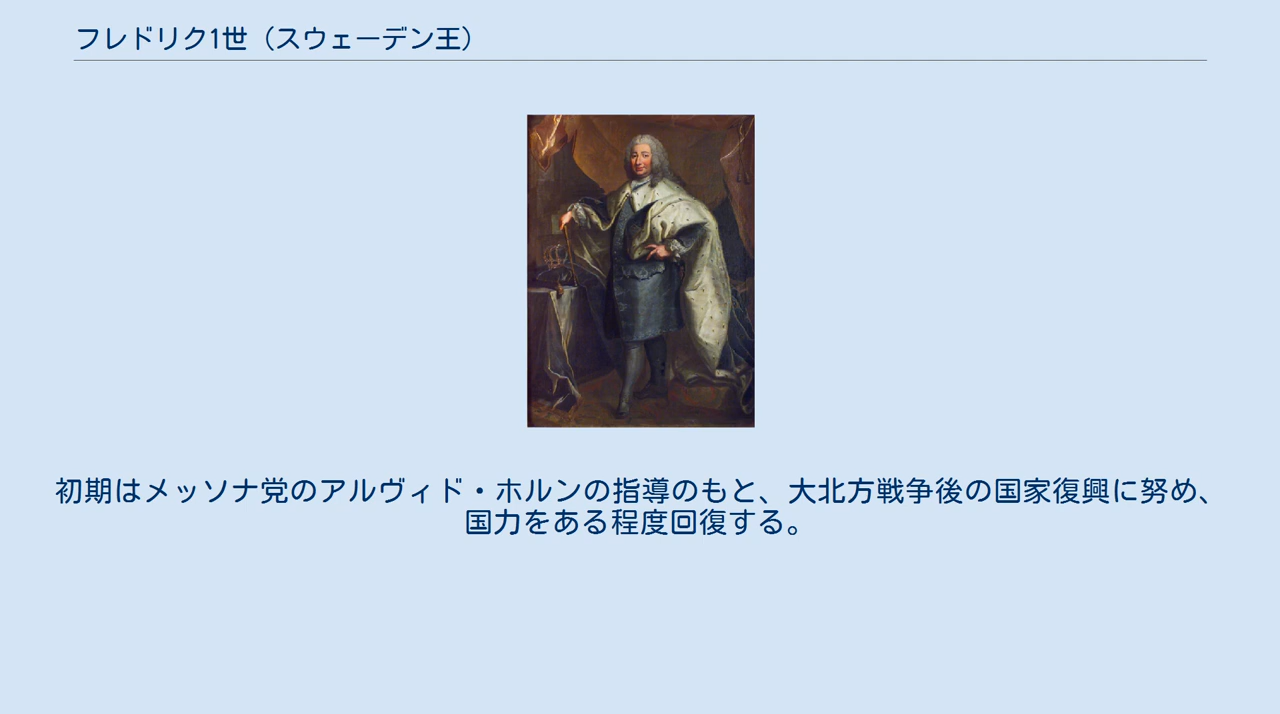 フレドリク1世（スウェーデン王）
初期はメッソナ党のアルヴィド・ホルンの指導のもと、大北方戦争後の国家復興に努め、
国力をある程度回復する。